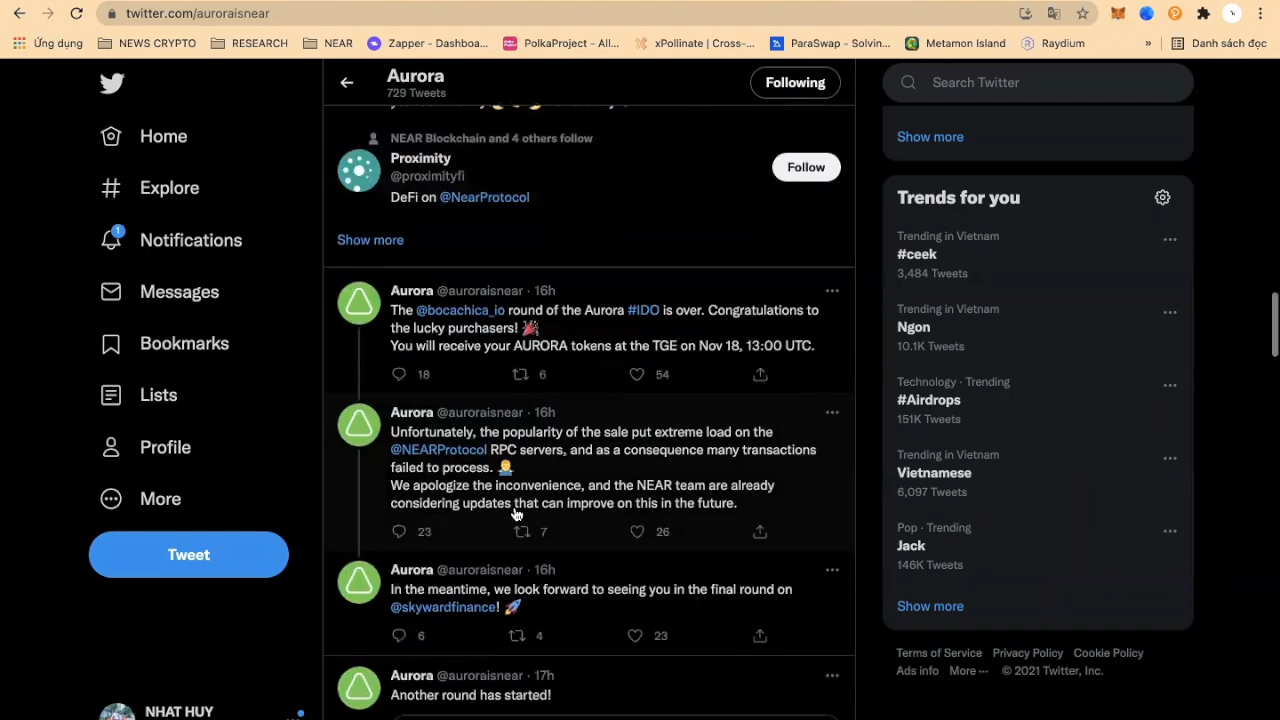 twitter.com/auroraisnear
Ứng dụng
NEWS CRYPTO
RESEARCH
NEAR
Zapper - Dashboa...
PolkaProject - All...
xPollinate | Cross-...
ParaSwap - Solvin...
Metamon Island
Raydium
»
Danh sách đọc
Home
Explore
1
Notifications
Messages
Bookmarks
Lists
Profile
More
Tweet
NHAT HUY
Aurora
729 Tweets
Following
NEAR Blockchain and 4 others follow
Proximity
@proximityfi
DeFi on @NearProtocol
Follow
Show more
Aurora @auroraisnear · 16h
The @bocachica_io round of the Aurora #IDO is over. Congratulations to
the lucky purchasers! 🎉
You will receive your AURORA tokens at the TGE on Nov 18, 13:00 UTC.
18 6 54
Aurora @auroraisnear · 16h
Unfortunately, the popularity of the sale put extreme load on the
@NEARProtocol RPC servers, and as a consequence many transactions
failed to process.
We apologize the inconvenience, and the NEAR team are already
considering updates that can improve on this in the future.
23 7 26
Aurora @auroraisnear · 16h
In the meantime, we look forward to seeing you in the final round on
@skywardfinance! 🚀
6 4 23
Aurora @auroraisnear · 17h
Another round has started!
Search Twitter
Show more
Trends for you
Trending in Vietnam
#ceek
3,484 Tweets
Trending in Vietnam
Ngon
10.1K Tweets
Technology · Trending
#Airdrops
151K Tweets
Trending in Vietnam
Vietnamese
6,097 Tweets
Pop · Trending
Jack
146K Tweets
Show more
Terms of Service Privacy Policy Cookie Policy
Ads info More ··· © 2021 Twitter, Inc.